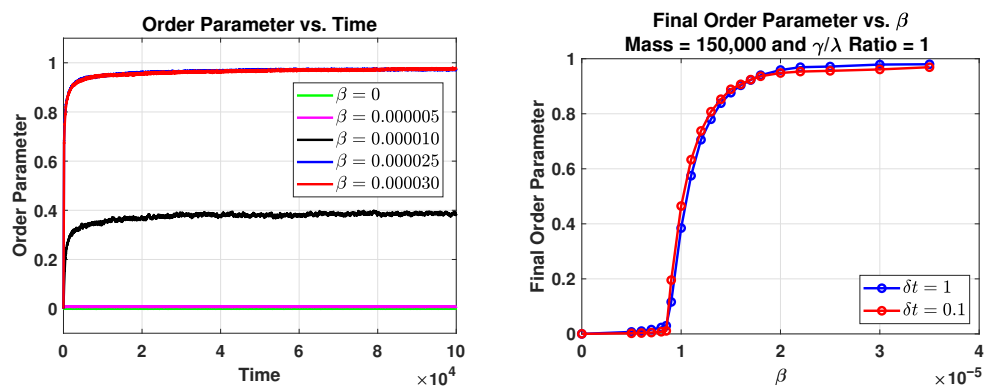 Order Parameter vs. Time
Order Parameter
1
0.8
0.6
0.4
0.2
0
β = 0
β = 0.000005
β = 0.000010
β = 0.000025
β = 0.000030
0 2 4 6 8 10
×10^4
Time
Final Order Parameter vs. β
Mass = 150,000 and γ/λ Ratio = 1
Final Order Parameter
1
0.8
0.6
0.4
0.2
0
δt = 1
δt = 0.1
0 1 2 3 4
×10^-5
β